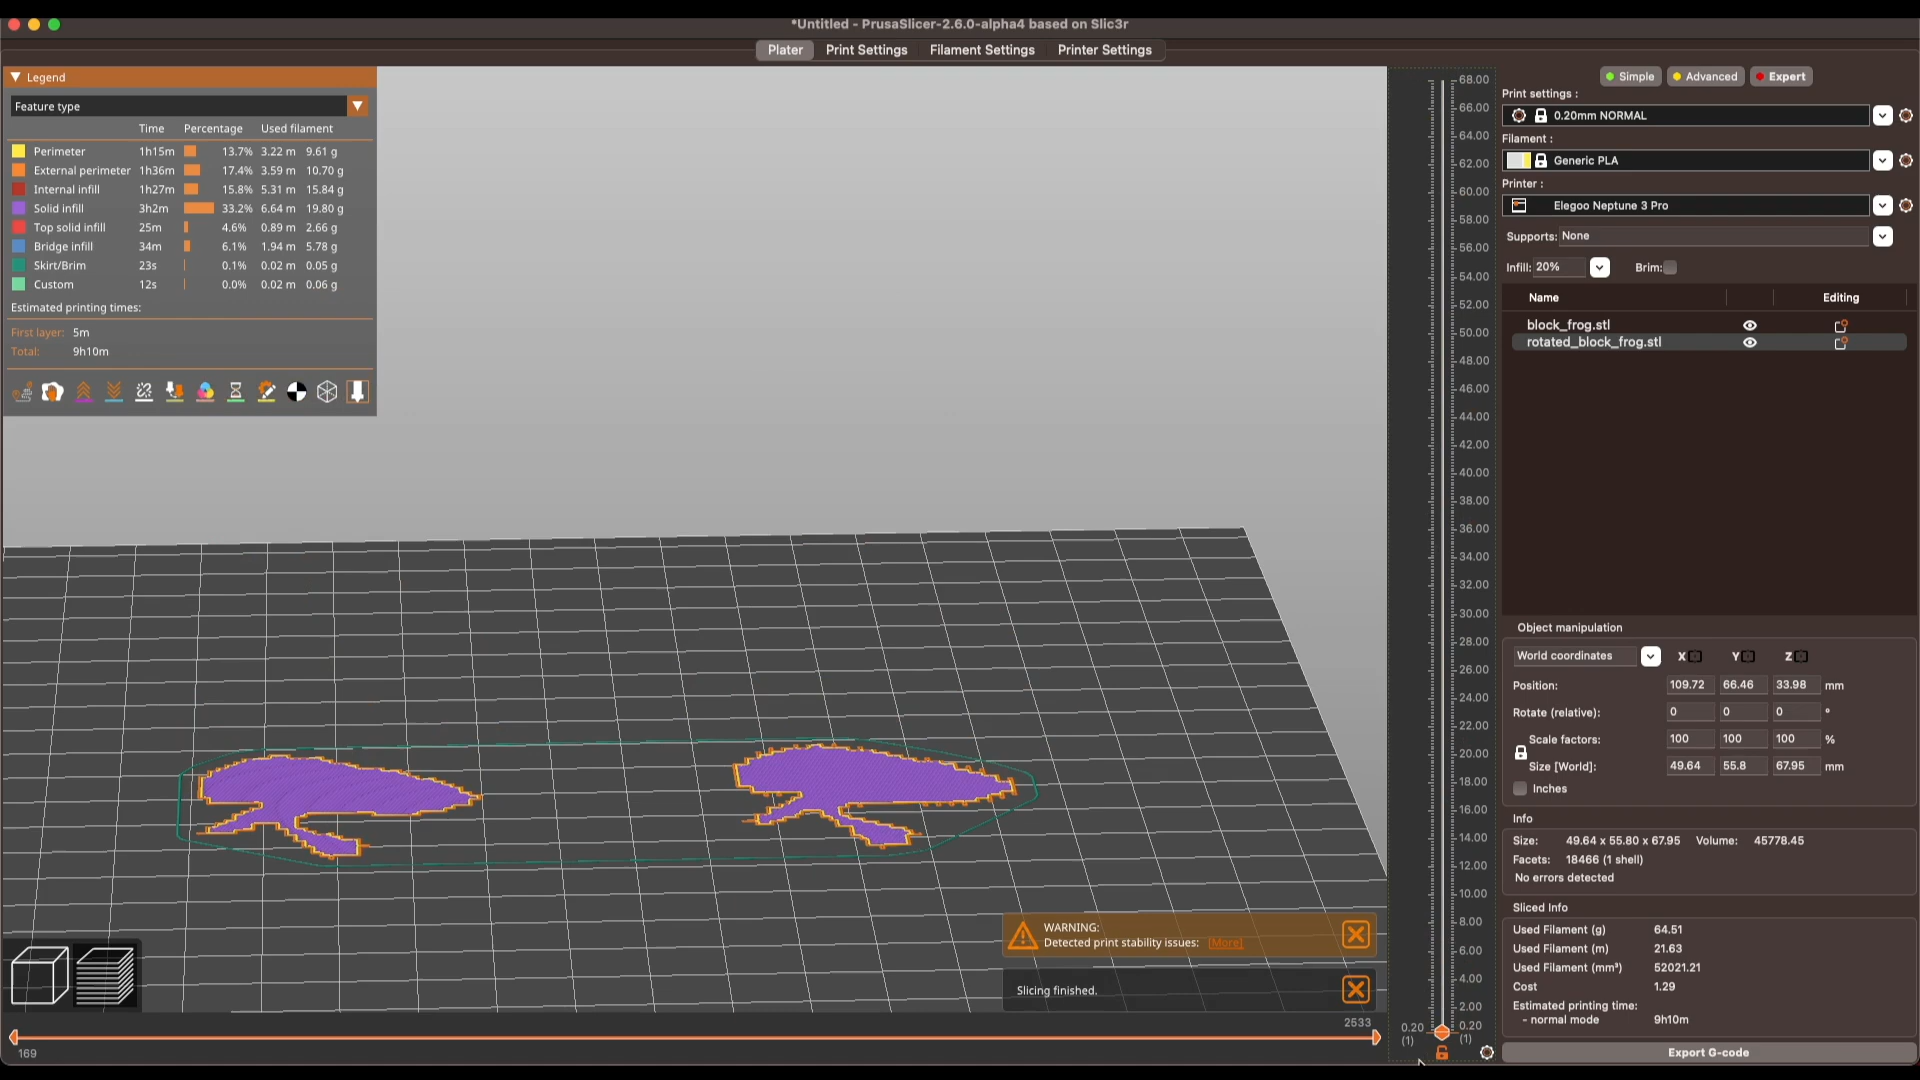 *Untitled - PrusaSlicer-2.6.0-alpha4 based on Slic3r
Plater Print Settings Filament Settings Printer Settings
Legend
Feature type
Time Percentage Used filament
Perimeter 1h15m 13.7% 3.22 m 9.61 g
External perimeter 1h36m 17.4% 3.59 m 10.70 g
Internal infill 1h27m 15.8% 5.31 m 15.84 g
Solid infill 3h2m 33.2% 6.64 m 19.80 g
Top solid infill 25m 4.6% 0.89 m 2.66 g
Bridge infill 34m 6.1% 1.94 m 5.78 g
Skirt/Brim 23s 0.1% 0.02 m 0.05 g
Custom 12s 0.0% 0.02 m 0.06 g
Estimated printing times:
First layer: 5m
Total: 9h10m
WARNING:
Detected print stability issues: [More]
Slicing finished.
2533
169
68.00
66.00
64.00
62.00
60.00
58.00
56.00
54.00
52.00
50.00
48.00
46.00
44.00
42.00
40.00
38.00
36.00
34.00
32.00
30.00
28.00
26.00
24.00
22.00
20.00
18.00
16.00
14.00
12.00
10.00
8.00
6.00
4.00
2.00
0.20 0.20
(1) (1)
Simple Advanced Expert
Print settings :
0.20mm NORMAL
Filament :
Generic PLA
Printer :
Elegoo Neptune 3 Pro
Supports: None
Infill: 20% Brim:
Name Editing
block_frog.stl
rotated_block_frog.stl
Object manipulation
World coordinates X Y Z
Position: 109.72 66.46 33.98 mm
Rotate (relative): 0 0 0 °
Scale factors: 100 100 100 %
Size [World]: 49.64 55.8 67.95 mm
Inches
Info
Size: 49.64 x 55.80 x 67.95 Volume: 45778.45
Facets: 18466 (1 shell)
No errors detected
Sliced Info
Used Filament (g) 64.51
Used Filament (m) 21.63
Used Filament (mm³) 52021.21
Cost 1.29
Estimated printing time:
- normal mode 9h10m
Export G-code